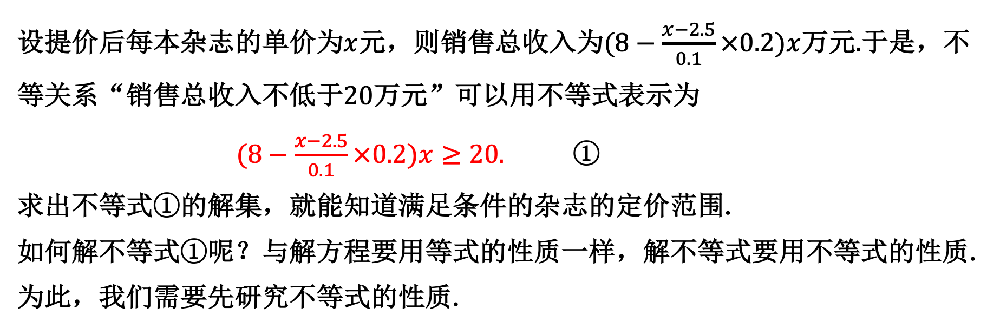 设提价后每本杂志的单价为x元，则销售总收入为(8 − \frac{x−2.5}{0.1}×0.2)x万元.于是，不
等关系“销售总收入不低于20万元”可以用不等式表示为
(8 − \frac{x−2.5}{0.1}×0.2)x ≥ 20. ①
求出不等式①的解集，就能知道满足条件的杂志的定价范围.
如何解不等式①呢？与解方程要用等式的性质一样，解不等式要用不等式的性质.
为此，我们需要先研究不等式的性质.